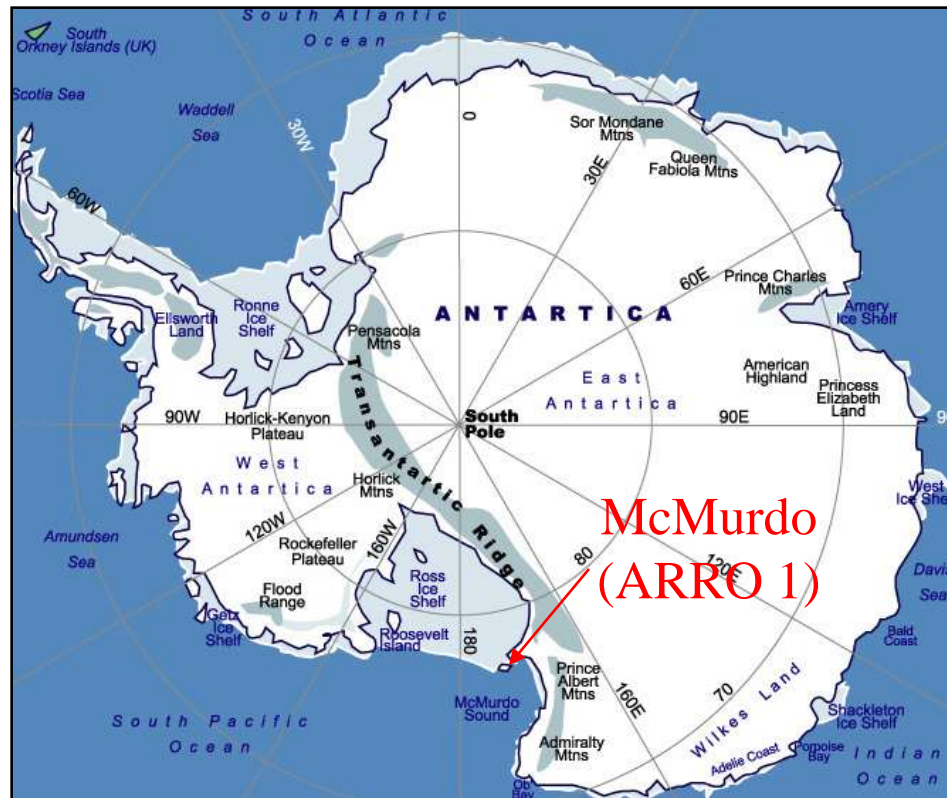 South Atlantic
Ocean
South
Orkney Islands (UK)
Scotia Sea
Waddell
Sea
30W
0
Sor Mondane
Mtns
Queen
Fabiola Mtns
30E
60W
60E
Prince Charles
Mtns
Amery
Ice Shelf
Ellsworth
Land
Ronne
Ice
Shelf
ANTARTICA
Pensacola
Mtns
American
Highland
Princess
Elizabeth
Land
East
Antartica
Transantartic Ridge
90W
Horlick-Kenyon
Plateau
South
Pole
90E
9
West
Antartica
Horlick
Mtns
West
Ice Shelf
McMurdo
(ARRO 1)
Amundsen
Sea
120W
Rockefeller
Plateau
160W
80
120E
Ross
Ice
Shelf
Davis
Sea
Flood
Range
Getz
Ice
Shelf
Roosevelt
Island
180
Bald
Coast
McMurdo
Sound
Prince
Albert
Mtns
160E
70
Wilkes Land
Shackleton
Ice Shelf
South Pacific
Ocean
Admiralty
Mtns
Adelie Coast
Porpoise
Bay
Indian
Ocean
Ob'
Bay